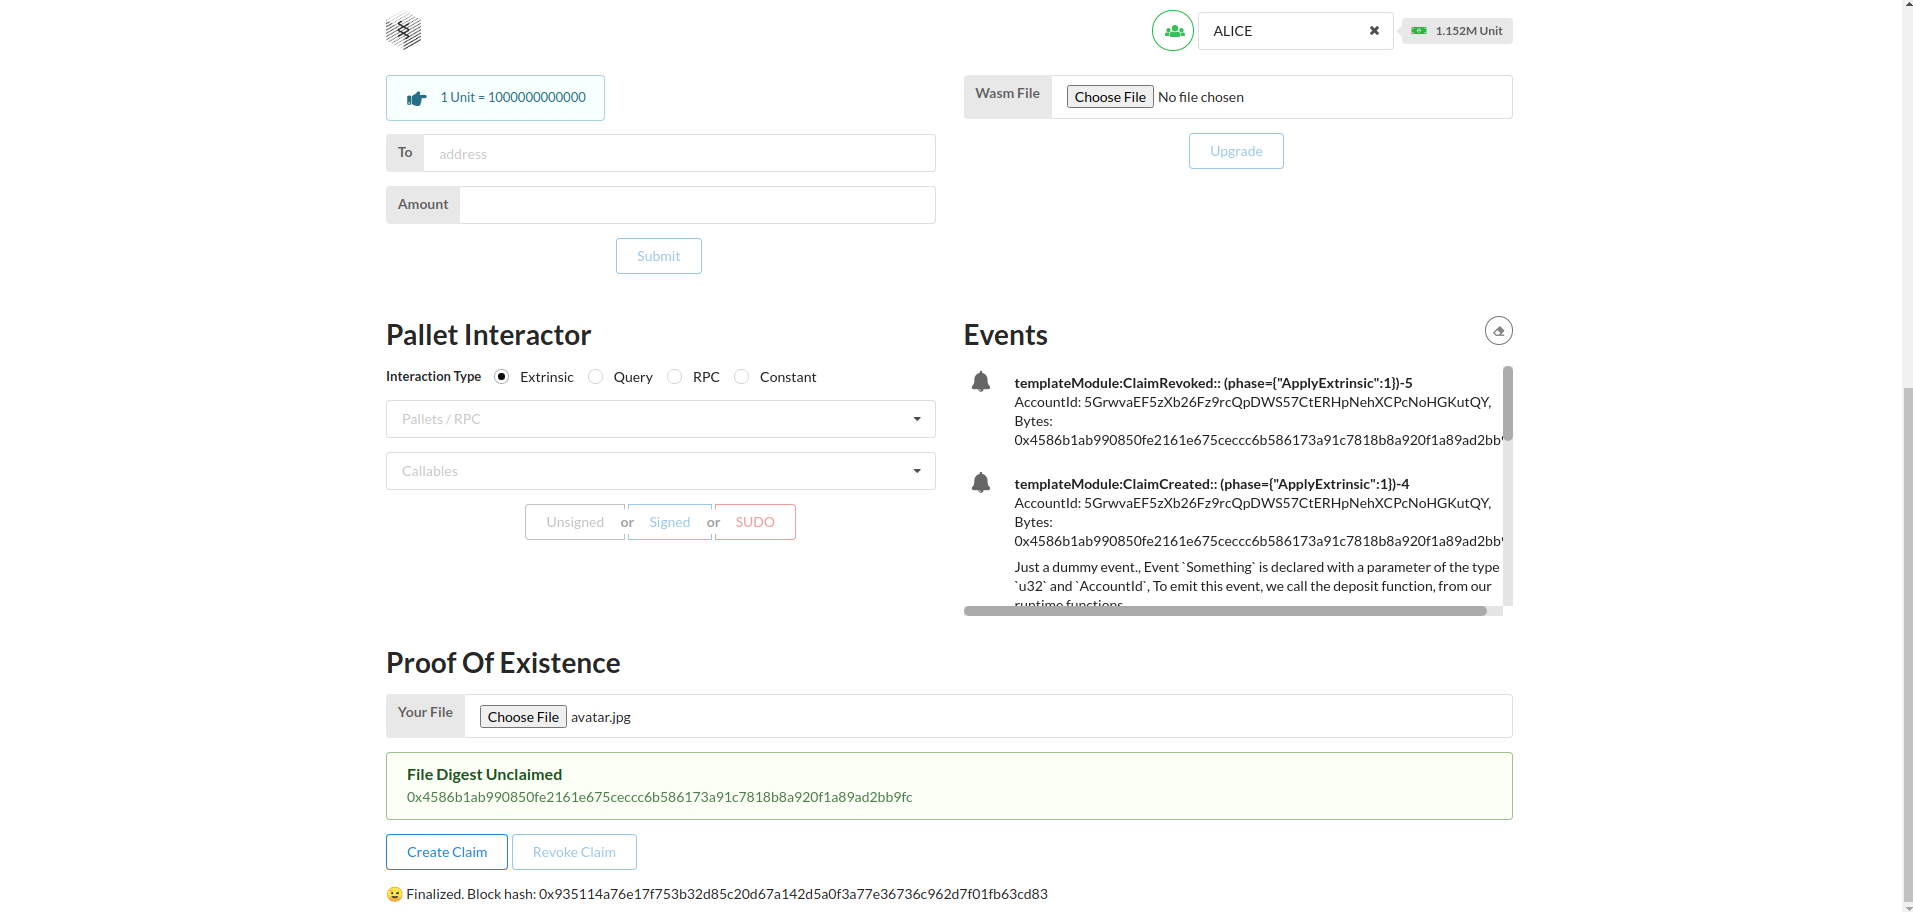 ALICE
1.152M Unit
1 Unit = 1000000000000
To address
Amount
Submit
Wasm File Choose File No file chosen
Upgrade
Pallet Interactor
Interaction Type Extrinsic Query RPC Constant
Pallets / RPC
Callables
Unsigned or Signed or SUDO
Events
templateModule:ClaimRevoked:: (phase={"ApplyExtrinsic":1})-5
AccountId: 5GrwvaEF5zXb26Fz9rcQpDWS57CtERHpNehXCPcNoHGKutQY,
Bytes:
0x4586b1ab990850fe2161e675ceccc6b586173a91c7818b8a920f1a89ad2bb9
templateModule:ClaimCreated:: (phase={"ApplyExtrinsic":1})-4
AccountId: 5GrwvaEF5zXb26Fz9rcQpDWS57CtERHpNehXCPcNoHGKutQY,
Bytes:
0x4586b1ab990850fe2161e675ceccc6b586173a91c7818b8a920f1a89ad2bb9
Just a dummy event., Event `Something` is declared with a parameter of the type
`u32` and `AccountId`, To emit this event, we call the deposit function, from our
runtime functions
Proof Of Existence
Your File Choose File avatar.jpg
File Digest Unclaimed
0x4586b1ab990850fe2161e675ceccc6b586173a91c7818b8a920f1a89ad2bb9fc
Create Claim Revoke Claim
😉 Finalized. Block hash: 0x935114a76e17f753b32d85c20d67a142d5a0f3a77e36736c962d7f01fb63cd83